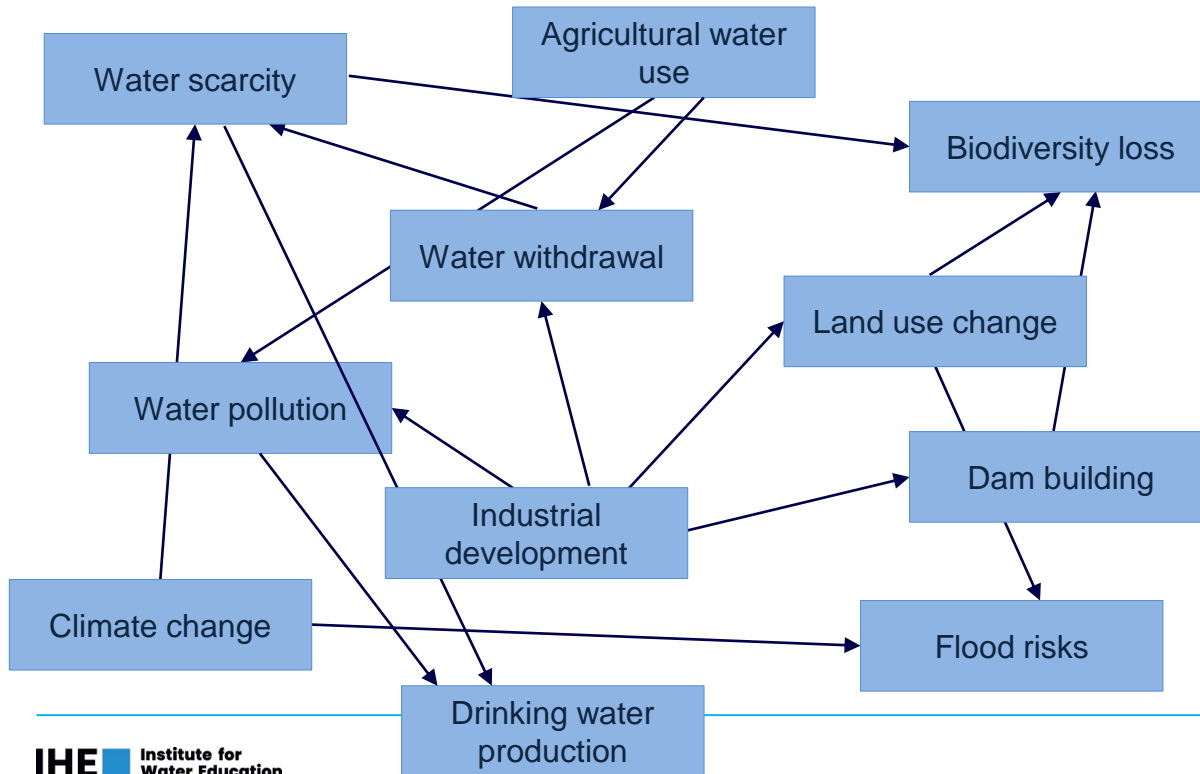 Agricultural water
use
Water scarcity
Biodiversity loss
Water withdrawal
Land use change
Water pollution
Dam building
Industrial
development
Climate change
Flood risks
Drinking water
production
IHE
Institute for
Water Education